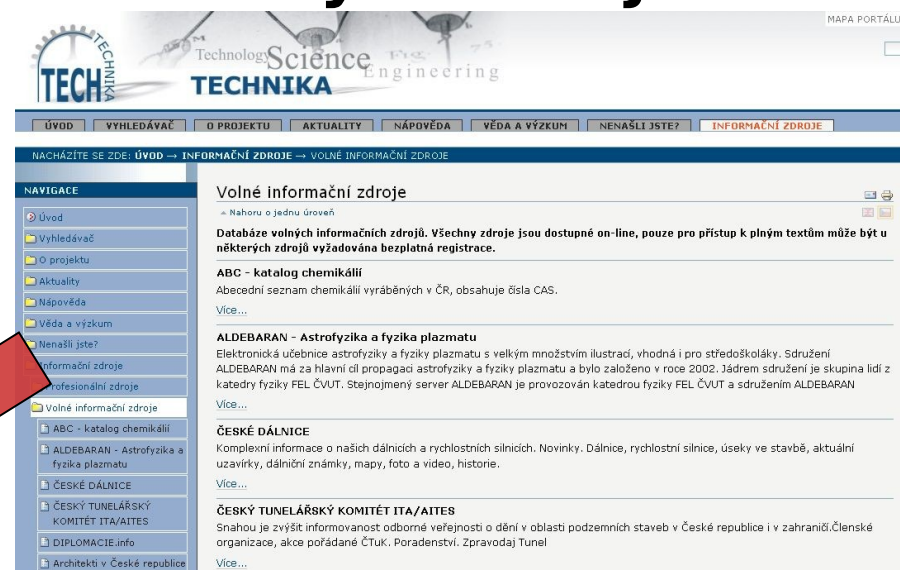 MAPA PORTÁLU
TECHNIKA
TECH
Technology Science Engineering
TECHNIKA
ÚVOD VYHLEDÁVAČ O PROJEKTU AKTUALITY NÁPOVĚDA VĚDA A VÝZKUM NENAŠLI JSTE? INFORMAČNÍ ZDROJE
NACHÁZÍTE SE ZDE: ÚVOD → INFORMAČNÍ ZDROJE → VOLNÉ INFORMAČNÍ ZDROJE
NAVIGACE
Úvod
Vyhledávač
O projektu
Aktuality
Nápověda
Věda a výzkum
Nenašli jste?
Informační zdroje
Profesionální zdroje
Volné informační zdroje
ABC - katalog chemikálií
ALDEBARAN - Astrofyzika a
fyzika plazmatu
ČESKÉ DÁLNICE
ČESKÝ TUNELÁŘSKÝ
KOMITÉT ITA/AITES
DIPLOMACIE.info
Architekti v České republice
Volné informační zdroje
Nahoru o jednu úroveň
Databáze volných informačních zdrojů. Všechny zdroje jsou dostupné on-line, pouze pro přístup k plným textům může být u
některých zdrojů vyžadována bezplatná registrace.
ABC - katalog chemikálií
Abecední seznam chemikálií vyráběných v ČR, obsahuje čísla CAS.
Více...
ALDEBARAN - Astrofyzika a fyzika plazmatu
Elektronická učebnice astrofyziky a fyziky plazmatu s velkým množstvím ilustrací, vhodná i pro středoškoláky. Sdružení
ALDEBARAN má za hlavní cíl propagaci astrofyziky a fyziky plazmatu a bylo založeno v roce 2002. Jádrem sdružení je skupina lidí z
katedry fyziky FEL ČVUT. Stejnojmený server ALDEBARAN je provozován katedrou fyziky FEL ČVUT a sdružením ALDEBARAN
Více...
ČESKÉ DÁLNICE
Komplexní informace o našich dálnicích a rychlostních silnicích. Novinky. Dálnice, rychlostní silnice, úseky ve stavbě, aktuální
uzavírky, dálniční známky, mapy, foto a video, historie.
Více...
ČESKÝ TUNELÁŘSKÝ KOMITÉT ITA/AITES
Snahou je zvýšit informovanost odborné veřejnosti o dění v oblasti podzemních staveb v České republice i v zahraničí.Členské
organizace, akce pořádané ČTuK. Poradenství. Zpravodaj Tunel
Více...